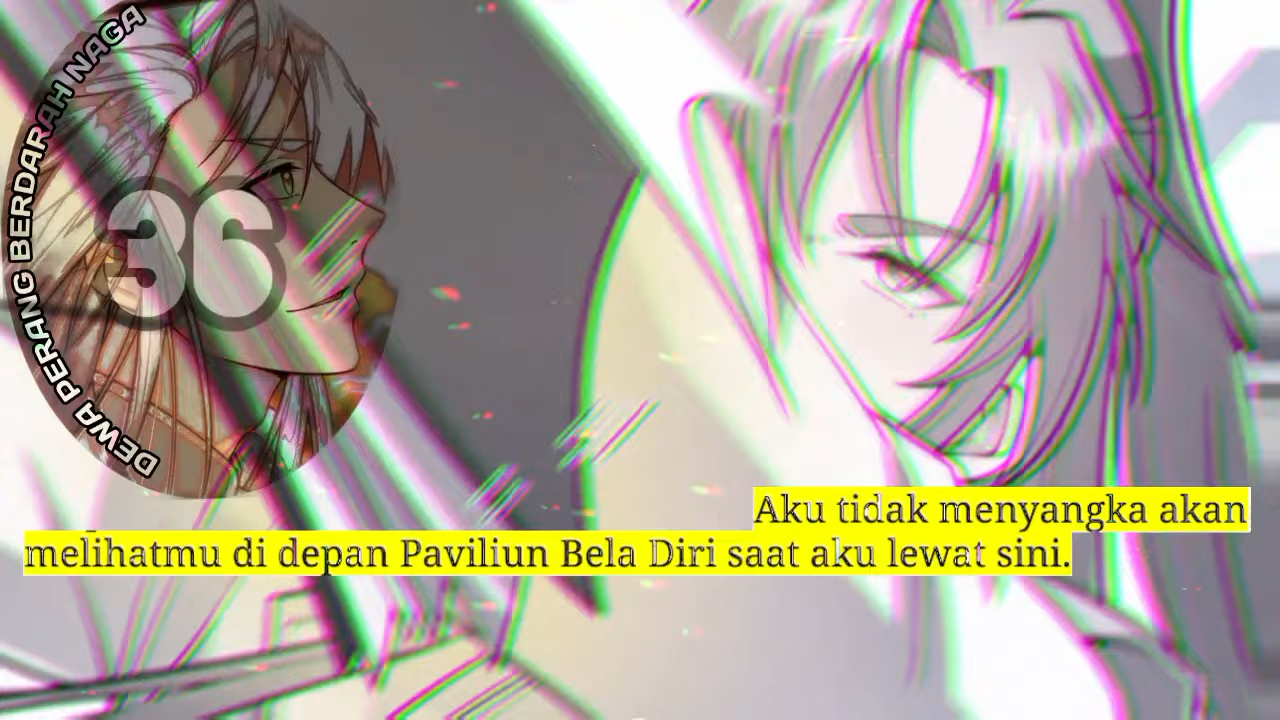 DEWA PERANG BERDARAH NAGA
36
Aku tidak menyangka akan
melihatmu di depan Paviliun Bela Diri saat aku lewat sini.